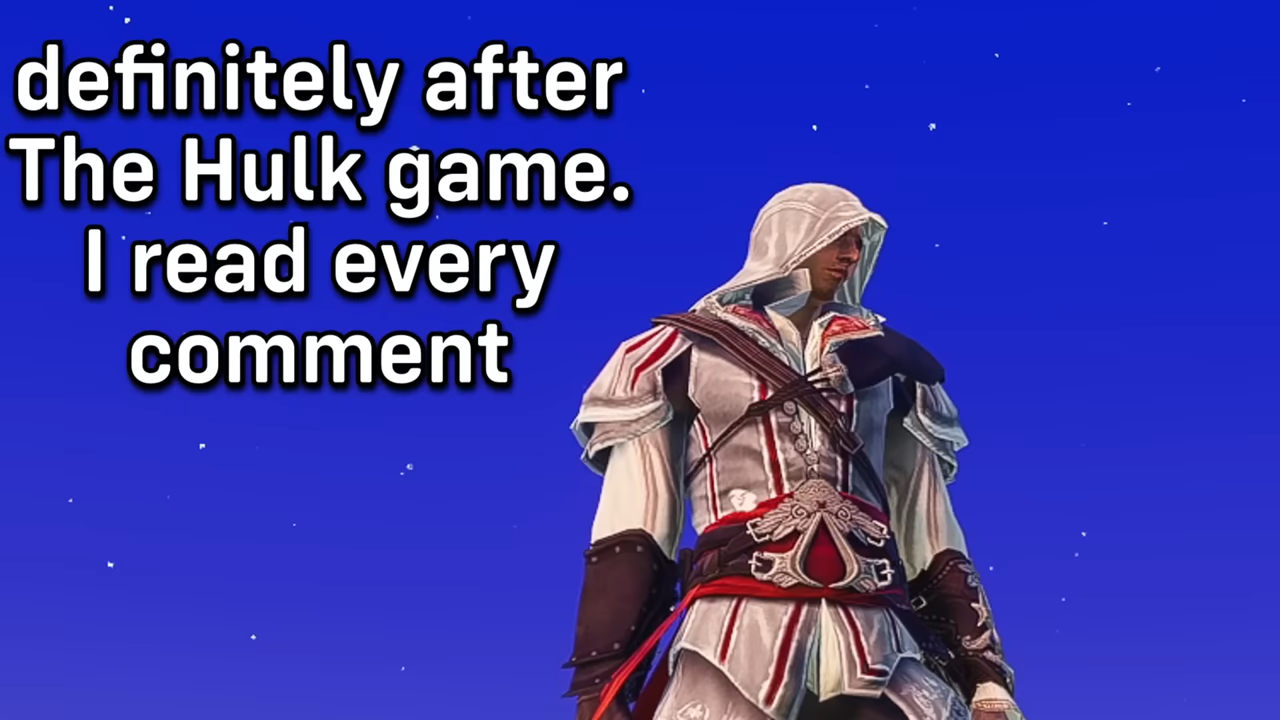 definitely after
The Hulk game.
I read every
comment